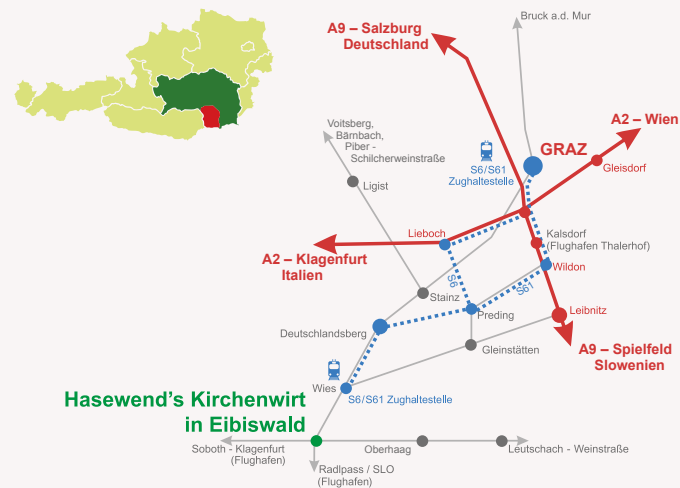 Bruck a.d. Mur
A9 – Salzburg
Deutschland
A2 – Wien
Voitsberg,
Bärnbach,
Piber -
Schilcherweinstraße
GRAZ
S6/S61
Zughaltestelle
Gleisdorf
Ligist
Lieboch
Kalsdorf
(Flughafen Thalerhof)
A2 – Klagenfurt
Italien
Wildon
S6
S61
Stainz
Leibnitz
Preding
Deutschlandsberg
Gleinstätten
A9 – Spielfeld
Slowenien
Wies
S6/S61 Zughaltestelle
Hasewend's Kirchenwirt
in Eibiswald
Soboth - Klagenfurt
(Flughafen)
Oberhaag
Leutschach - Weinstraße
Radlpass / SLO
(Flughafen)